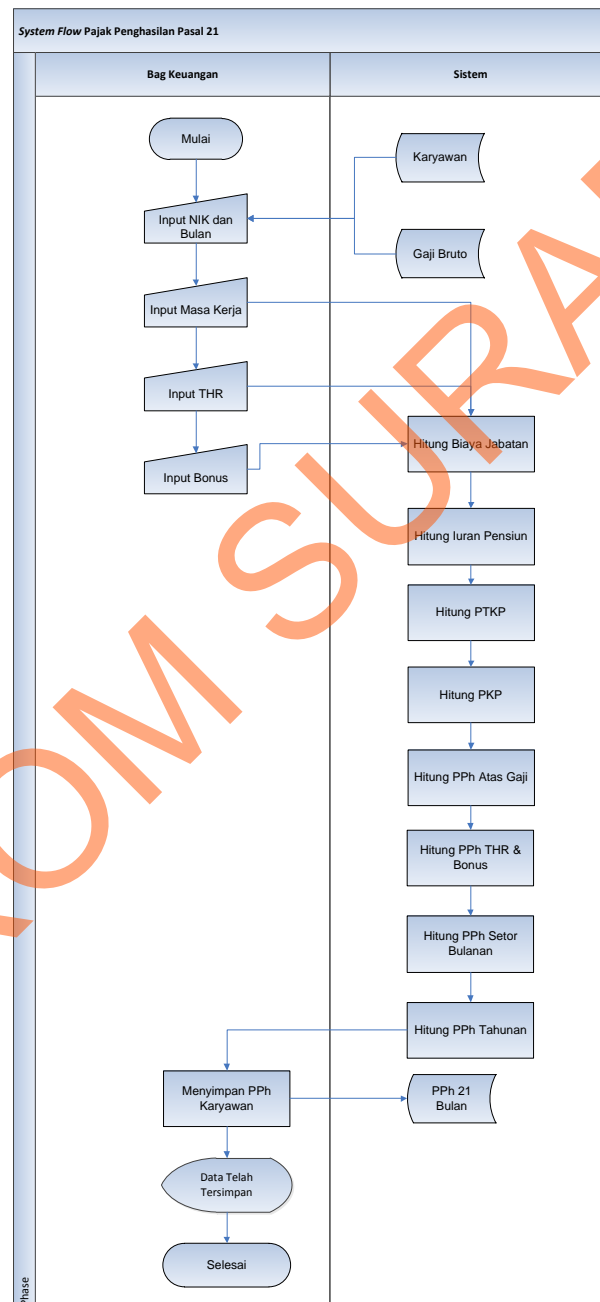 System Flow Pajak Penghasilan Pasal 21
Bag Keuangan
Sistem
Mulai
Karyawan
Input NIK dan
Bulan
Gaji Bruto
Input Masa Kerja
Input THR
Hitung Biaya Jabatan
Input Bonus
Hitung Iuran Pensiun
Hitung PTKP
Hitung PKP
Hitung PPh Atas Gaji
Hitung PPh THR &
Bonus
Hitung PPh Setor
Bulanan
Hitung PPh Tahunan
Menyimpan PPh
Karyawan
PPh 21
Bulan
Data Telah
Tersimpan
Selesai
Phase
OM SURA